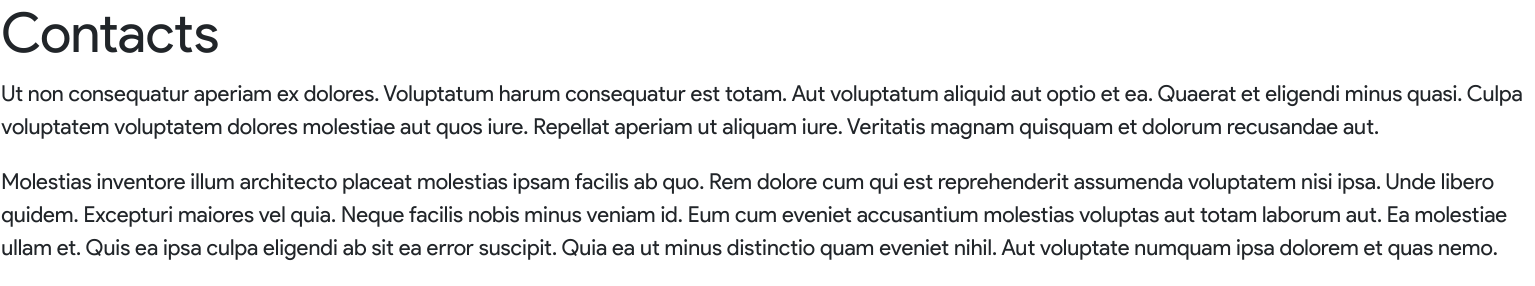 Contacts
Ut non consequatur aperiam ex dolores. Voluptatum harum consequatur est totam. Aut voluptatum aliquid aut optio et ea. Quaerat et eligendi minus quasi. Culpa
voluptatem voluptatem dolores molestiae aut quos iure. Repellat aperiam ut aliquam iure. Veritatis magnam quisquam et dolorum recusandae aut.
Molestias inventore illum architecto placeat molestias ipsam facilis ab quo. Rem dolore cum qui est reprehenderit assumenda voluptatem nisi ipsa. Unde libero
quidem. Excepturi maiores vel quia. Neque facilis nobis minus veniam id. Eum cum eveniet accusantium molestias voluptas aut totam laborum aut. Ea molestiae
ullam et. Quis ea ipsa culpa eligendi ab sit ea error suscipit. Quia ea ut minus distinctio quam eveniet nihil. Aut voluptate numquam ipsa dolorem et quas nemo.